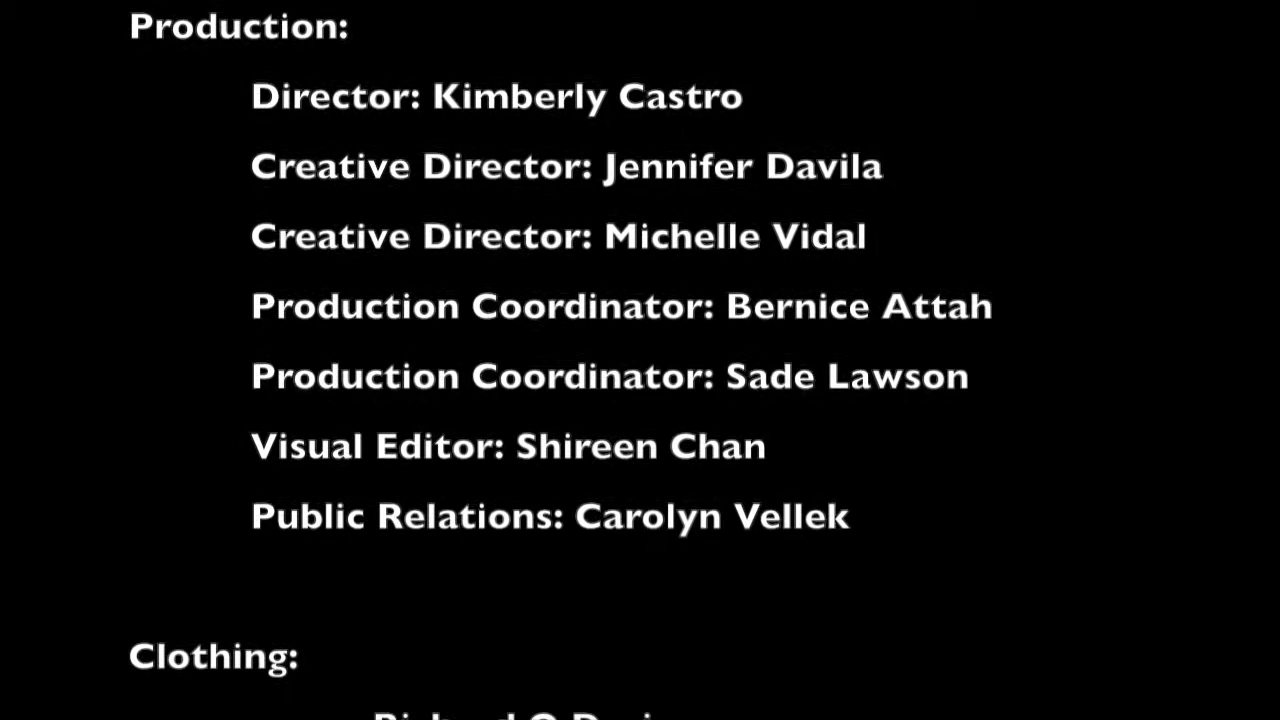 Production:
Director: Kimberly Castro
Creative Director: Jennifer Davila
Creative Director: Michelle Vidal
Production Coordinator: Bernice Attah
Production Coordinator: Sade Lawson
Visual Editor: Shireen Chan
Public Relations: Carolyn Vellek
Clothing: